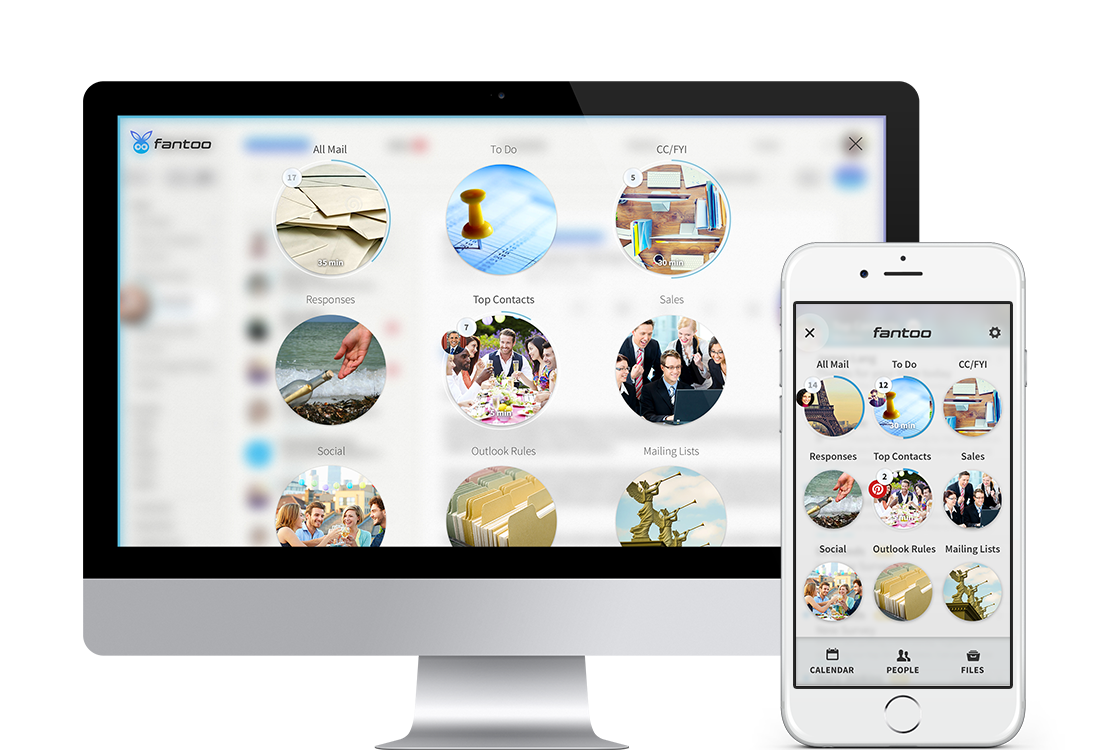 fantoo
All Mail
To Do
CC/FYI
17
5
35 min
30 min
Responses
Top Contacts
Sales
7
5 min
Social
Outlook Rules
Mailing Lists
fantoo
All Mail
To Do
CC/FYI
14
12
30 min
Responses
Top Contacts
Sales
2
Social
Outlook Rules
Mailing Lists
CALENDAR
PEOPLE
FILES